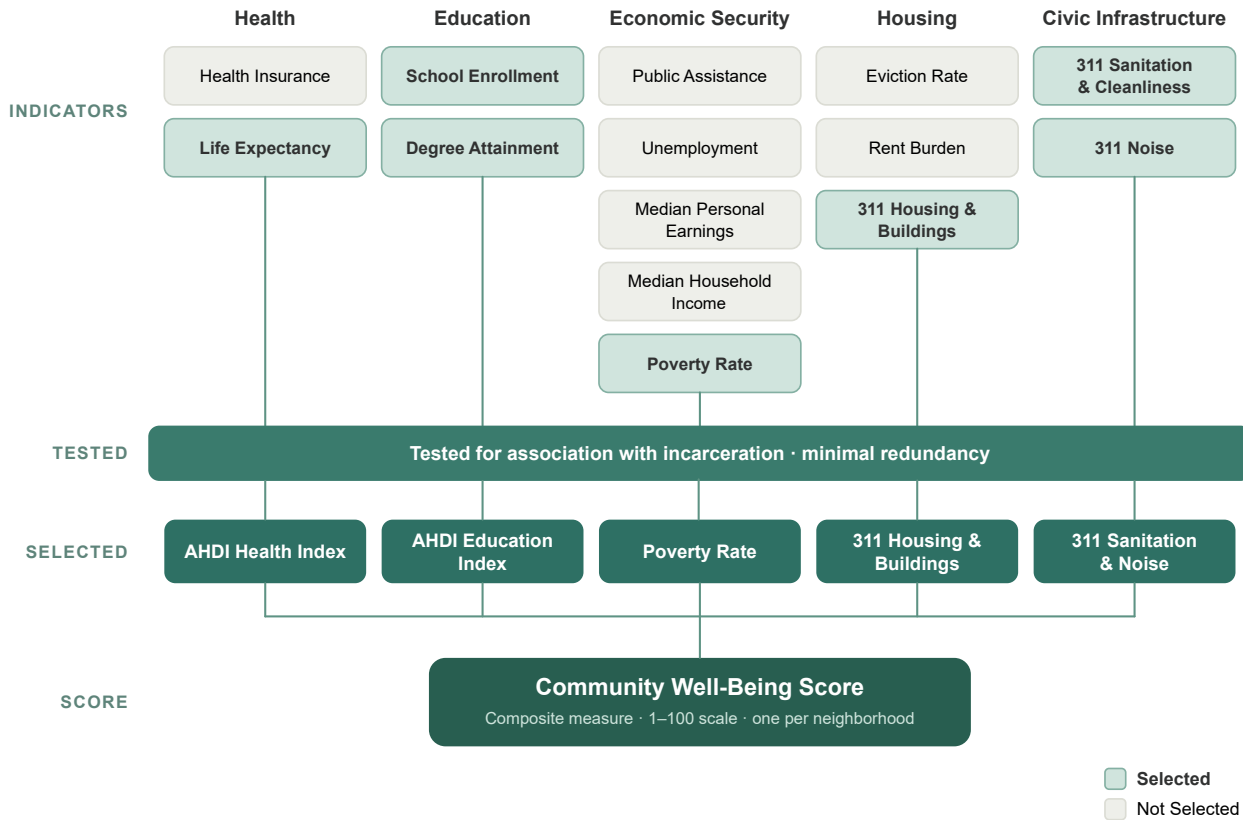 Health
Education
Economic Security
Housing
Civic Infrastructure
INDICATORS
Health Insurance
School Enrollment
Public Assistance
Eviction Rate
311 Sanitation
& Cleanliness
Life Expectancy
Degree Attainment
Unemployment
Rent Burden
311 Noise
Median Personal
Earnings
311 Housing &
Buildings
Median Household
Income
Poverty Rate
TESTED
Tested for association with incarceration · minimal redundancy
SELECTED
AHDI Health Index
AHDI Education
Index
Poverty Rate
311 Housing &
Buildings
311 Sanitation
& Noise
SCORE
Community Well-Being Score
Composite measure · 1–100 scale · one per neighborhood
Selected
Not Selected